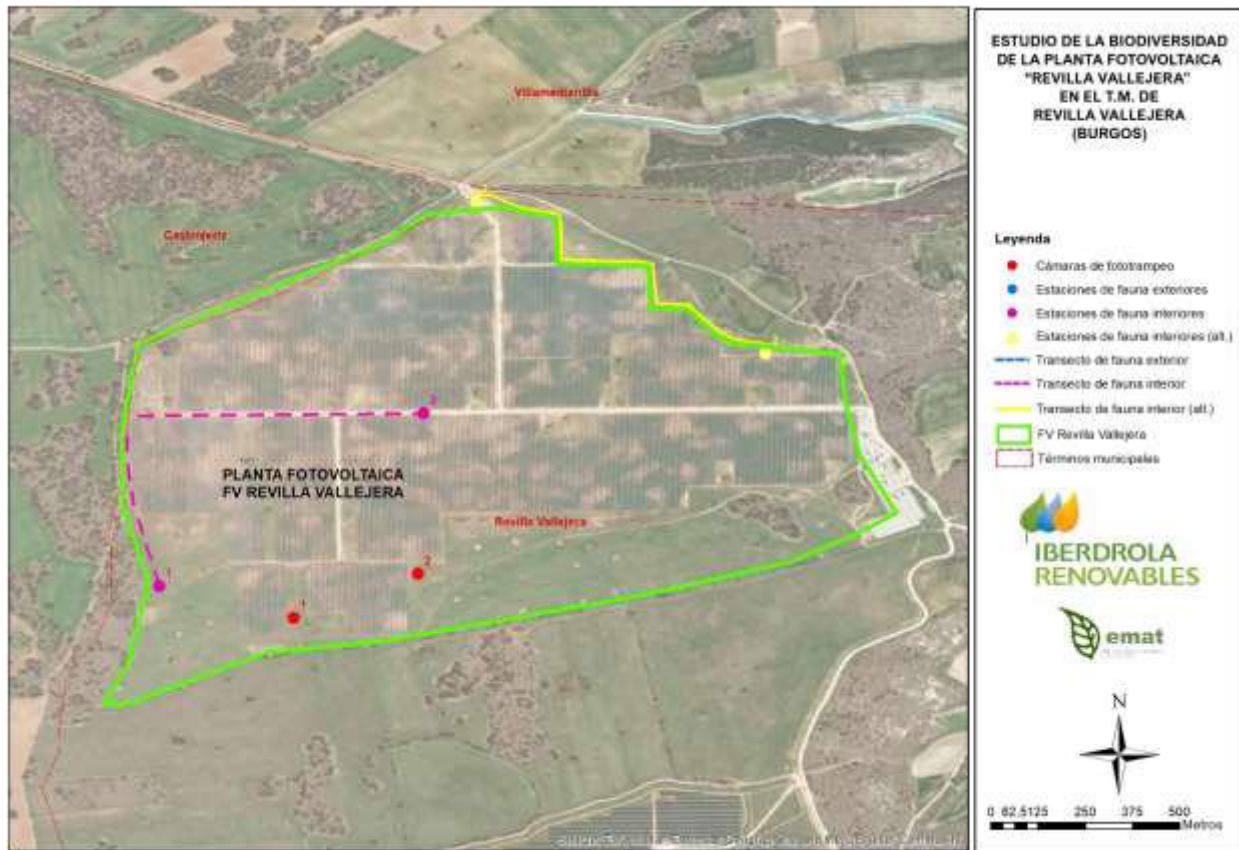 Villamedianilla
Castrojeriz
2
PLANTA FOTOVOLTAICA
FV REVILLA VALLEJERA
Revilla Vallejera
1
2
1
ESTUDIO DE LA BIODIVERSIDAD
DE LA PLANTA FOTOVOLTAICA
"REVILLA VALLEJERA"
EN EL T.M. DE
REVILLA VALLEJERA
(BURGOS)
Leyenda
Cámaras de fototrampeo
Estaciones de fauna exteriores
Estaciones de fauna interiores
Estaciones de fauna interiores (alt.)
Transecto de fauna exterior
Transecto de fauna interior
Transecto de fauna interior (alt.)
FV Revilla Vallejera
Términos municipales
IBERDROLA
RENOVABLES
emat
N
0 62,5125 250 375 500
Metros